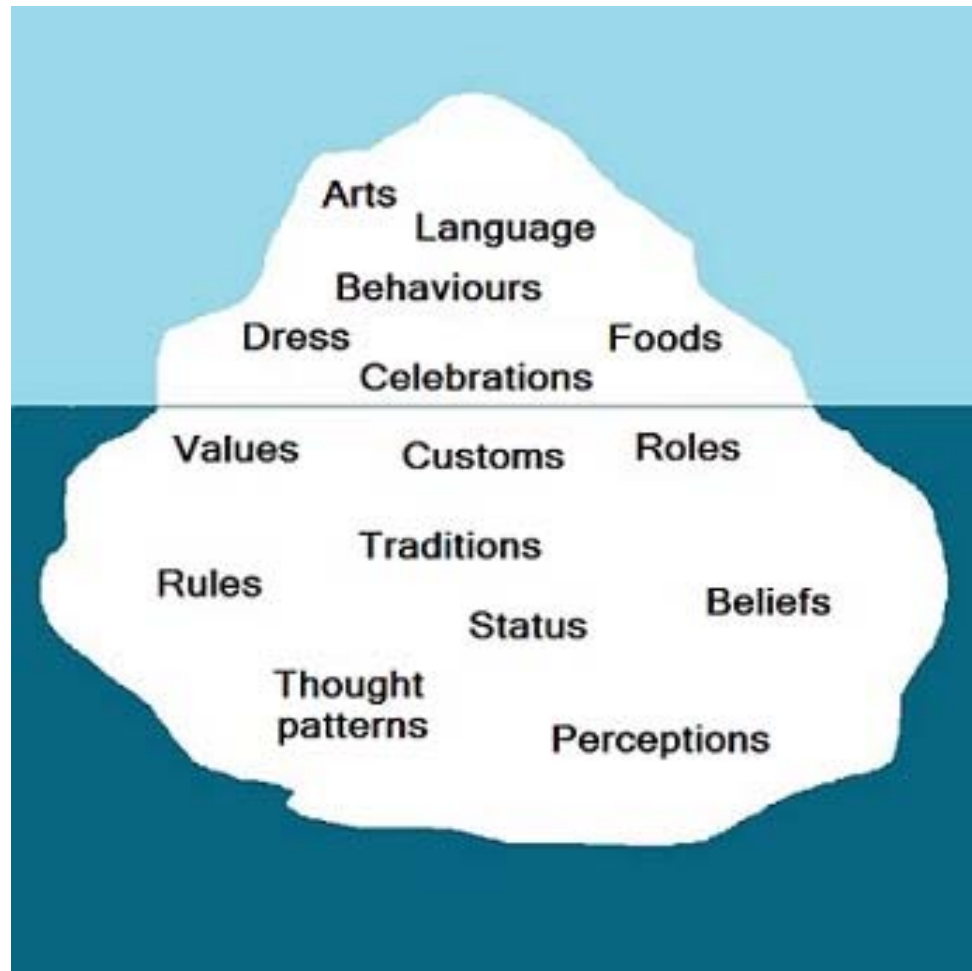 Arts
Language
Behaviours
Dress
Foods
Celebrations
Values
Customs
Roles
Traditions
Rules
Beliefs
Status
Thought
patterns
Perceptions